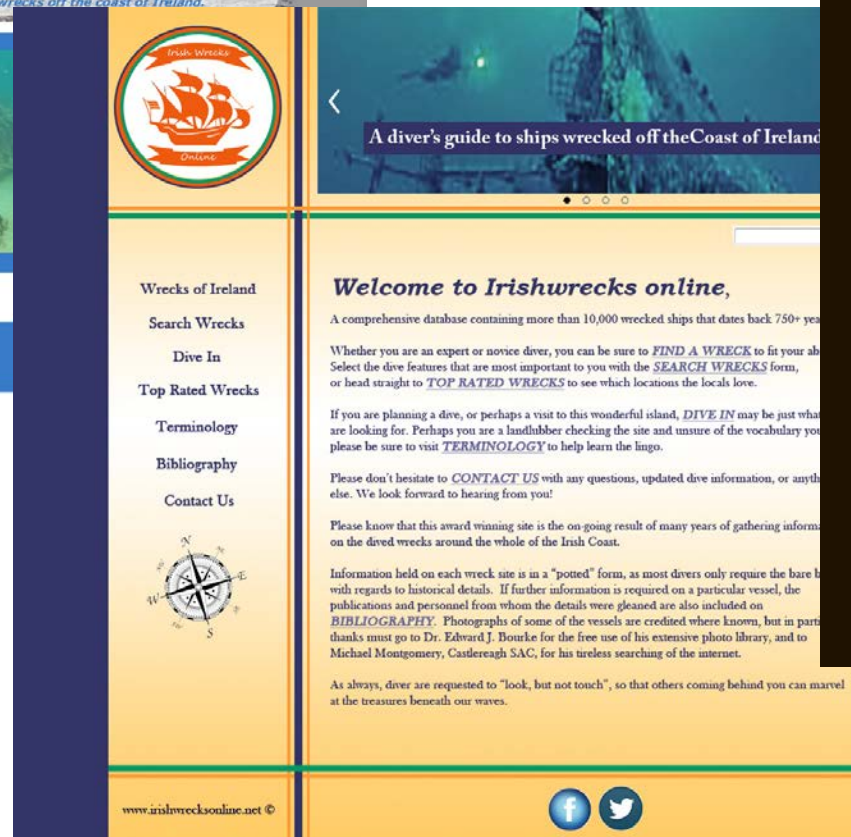 wrecks off the coast of Ireland.
Irish Wrecks
Online
A diver's guide to ships wrecked off theCoast of Ireland
Wrecks of Ireland
Search Wrecks
Dive In
Top Rated Wrecks
Terminology
Bibliography
Contact Us
N
E
W
S
Welcome to Irishwrecks online,
A comprehensive database containing more than 10,000 wrecked ships that dates back 750+
Whether you are an expert or novice diver, you can be sure to FIND A WRECK to fit your
Select the dive features that are most important to you with the SEARCH WRECKS form,
or head straight to TOP RATED WRECKS to see which locations the locals love.
If you are planning a dive, or perhaps a visit to this wonderful island, DIVE IN may be just what
are looking for. Perhaps you are a landlubber checking the site and unsure of the vocabulary
please be sure to visit TERMINOLOGY to help learn the lingo.
Please don't hesitate to CONTACT US with any questions, updated dive information, or
else. We look forward to hearing from you!
Please know that this award winning site is the on-going result of many years of gathering
on the dived wrecks around the whole of the Irish Coast.
Information held on each wreck site is in a "potted" form, as most divers only require the bare
with regards to historical details. If further information is required on a particular vessel, the
publications and personnel from whom the details were gleaned are also included on
BIBLIOGRAPHY. Photographs of some of the vessels are credited where known, but in
thanks must go to Dr. Edward J. Bourke for the free use of his extensive photo library, and to
Michael Montgomery, Castlereagh SAC, for his tireless searching of the internet.
As always, diver are requested to "look, but not touch", so that others coming behind you can marvel
at the treasures beneath our waves.
www.irishwrecksonline.net ©